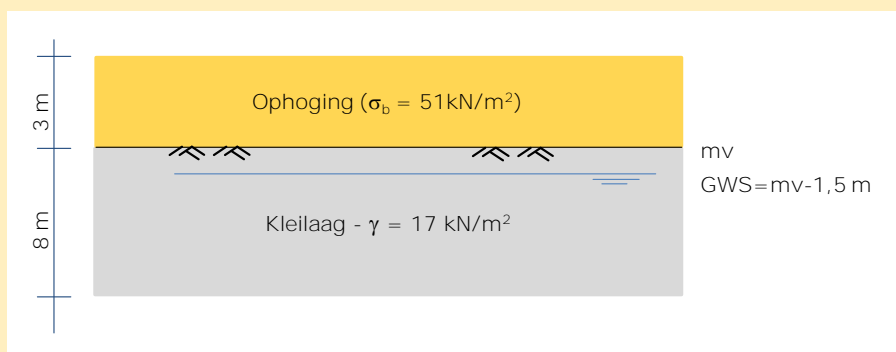 3 m
Ophoging (σb = 51kN/m²)
mv
GWS=mv-1,5 m
8 m
Kleilaag - γ = 17 kN/m²